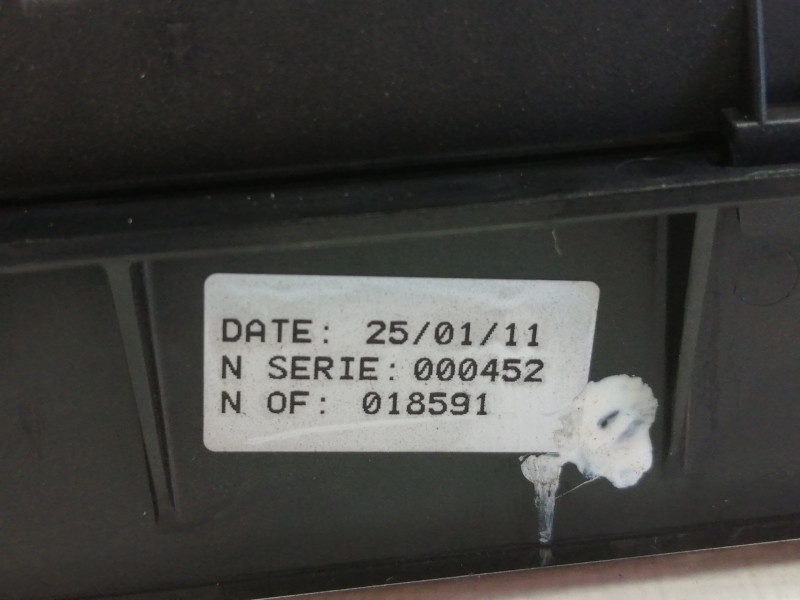 DATE: 25/01/11
N SERIE: 000452
N OF: 018591